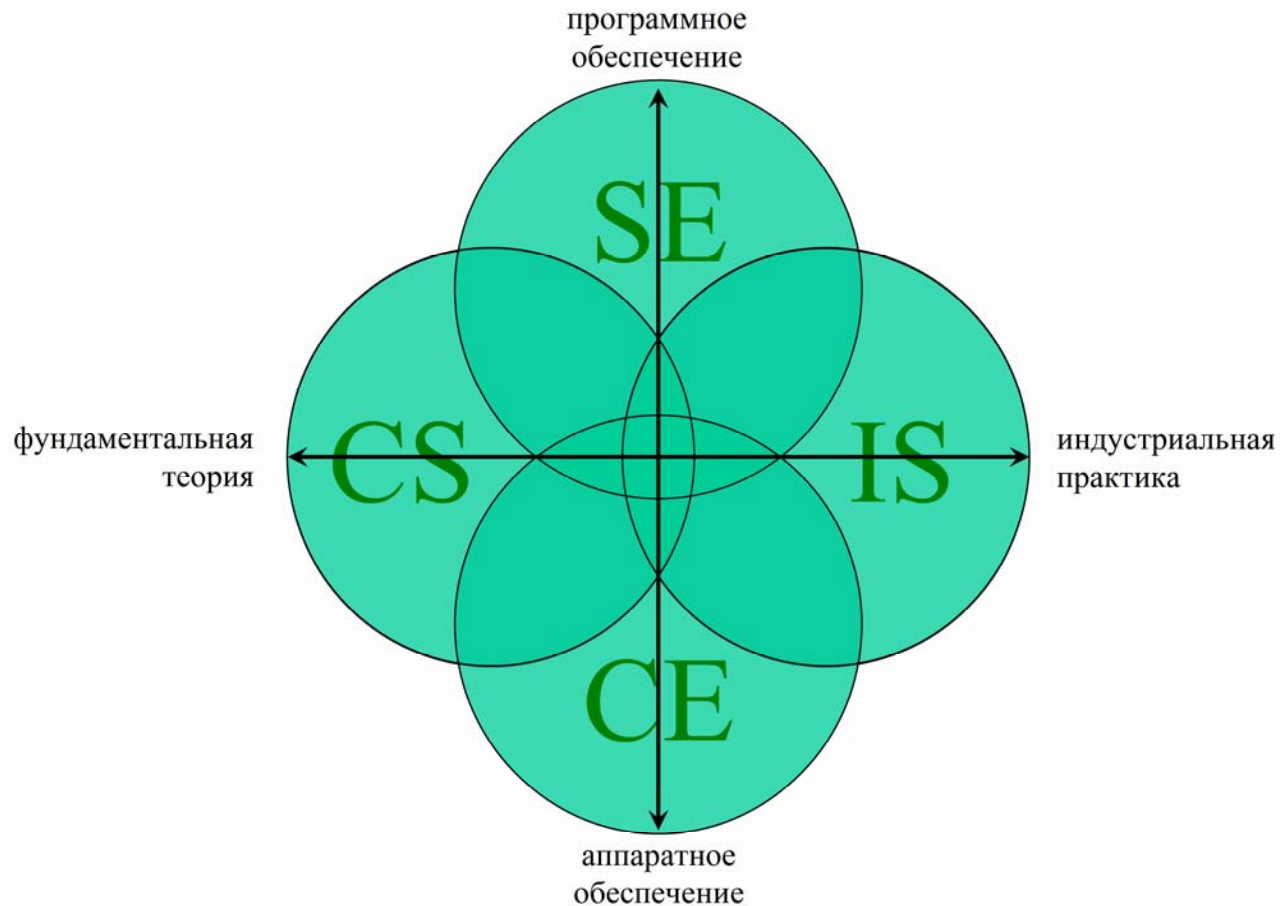 программное
обеспечение
SE
фундаментальная
теория
CS
IS
индустриальная
практика
CE
аппаратное
обеспечение